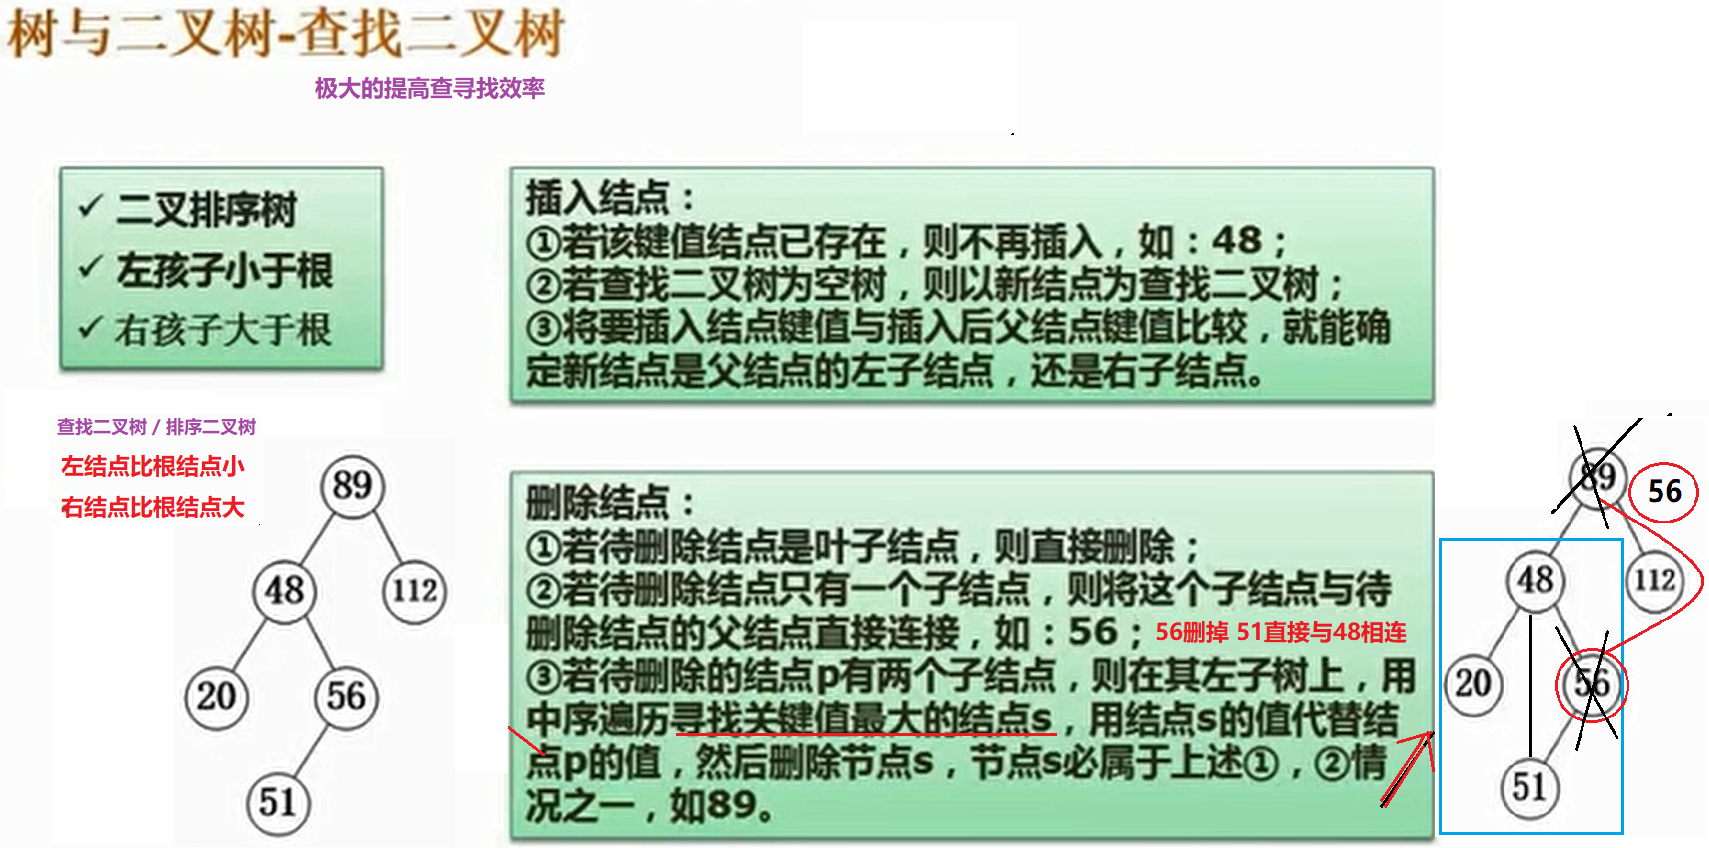 树与二叉树-查找二叉树
极大的提高查寻找效率
✓ 二叉排序树
✓ 左孩子小于根
✓ 右孩子大于根
插入结点：
①若该键值结点已存在，则不再插入，如：48；
②若查找二叉树为空树，则以新结点为查找二叉树；
③将要插入结点键值与插入后父结点键值比较，就能确
定新结点是父结点的左子结点，还是右子结点。
查找二叉树 / 排序二叉树
左结点比根结点小
右结点比根结点大
89
48
112
20
56
51
删除结点：
①若待删除结点是叶子结点，则直接删除；
②若待删除结点只有一个子结点，则将这个子结点与待
删除结点的父结点直接连接，如：56；
56删掉 51直接与48相连
③若待删除的结点p有两个子结点，则在其左子树上，用
中序遍历寻找关键值最大的结点s，用结点s的值代替结
点p的值，然后删除节点s，节点s必属于上述①，②情
况之一，如89。
89
56
48
112
20
56
51